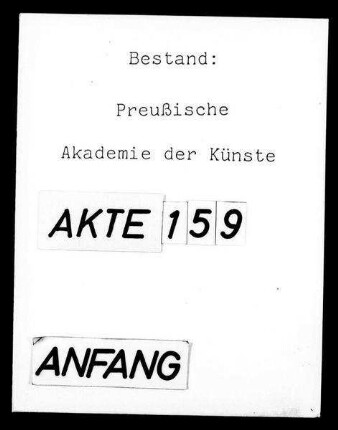 Bestand:
Preußische
Akademie der Künste
AKTE 159
ANFANG